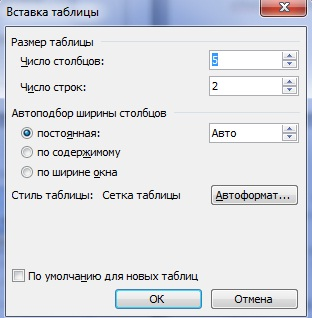 Вставка таблицы
Размер таблицы
Число столбцов: 5
Число строк: 2
Автоподбор ширины столбцов
постоянная: Авто
по содержимому
по ширине окна
Стиль таблицы: Сетка таблицы Автоформат...
По умолчанию для новых таблиц
ОК Отмена